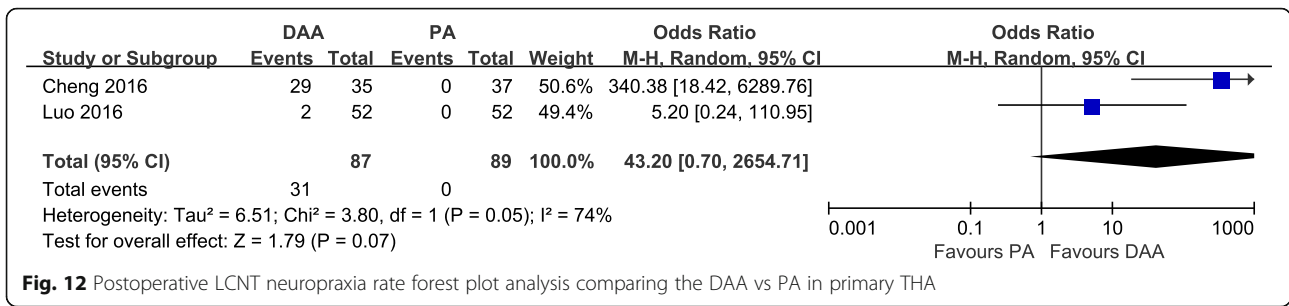 DAA PA Odds Ratio Odds Ratio
Study or Subgroup Events Total Events Total Weight M-H, Random, 95% CI M-H, Random, 95% CI
Cheng 2016 29 35 0 37 50.6% 340.38 [18.42, 6289.76]
Luo 2016 2 52 0 52 49.4% 5.20 [0.24, 110.95]
Total (95% CI) 87 89 100.0% 43.20 [0.70, 2654.71]
Total events 31 0
Heterogeneity: Tau² = 6.51; Chi² = 3.80, df = 1 (P = 0.05); I² = 74%
Test for overall effect: Z = 1.79 (P = 0.07)
0.001 0.1 1 10 1000
Favours PA Favours DAA
Fig. 12 Postoperative LCNT neuropraxia rate forest plot analysis comparing the DAA vs PA in primary THA